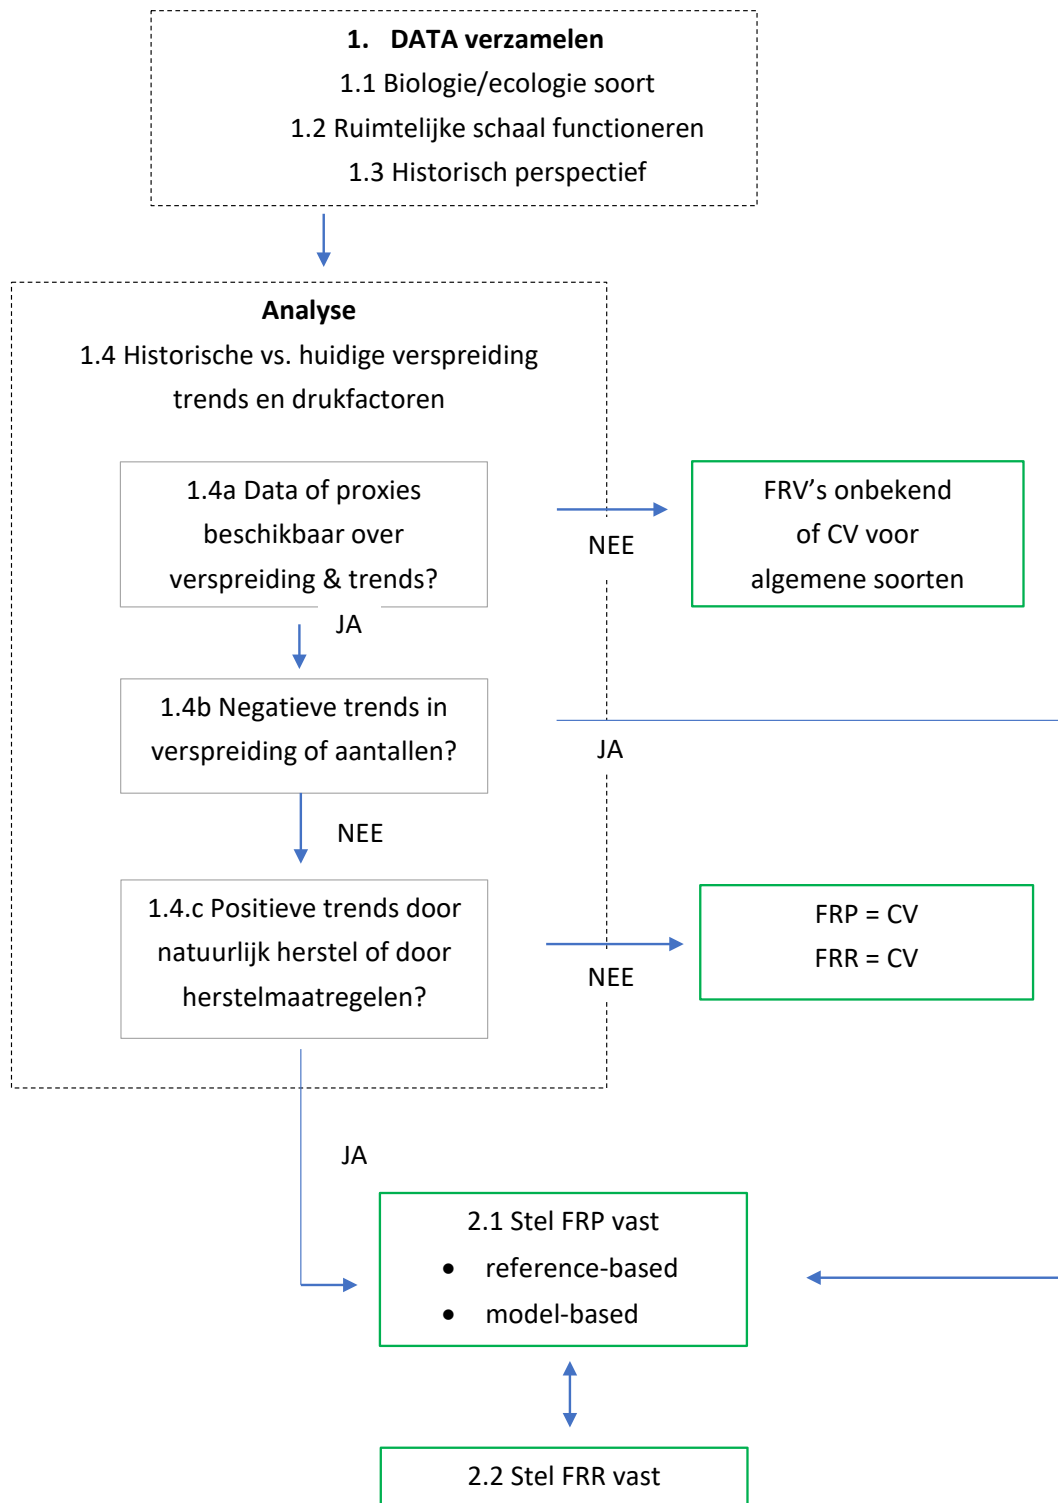 1. DATA verzamelen
1.1 Biologie/ecologie soort
1.2 Ruimtelijke schaal functioneren
1.3 Historisch perspectief
Analyse
1.4 Historische vs. huidige verspreiding
trends en drukfactoren
1.4a Data of proxies
beschikbaar over
verspreiding & trends?
NEE
FRV's onbekend
of CV voor
algemene soorten
JA
1.4b Negatieve trends in
verspreiding of aantallen?
JA
NEE
1.4.c Positieve trends door
natuurlijk herstel of door
herstelmaatregelen?
NEE
FRP = CV
FRR = CV
JA
2.1 Stel FRP vast
• reference-based
• model-based
2.2 Stel FRR vast